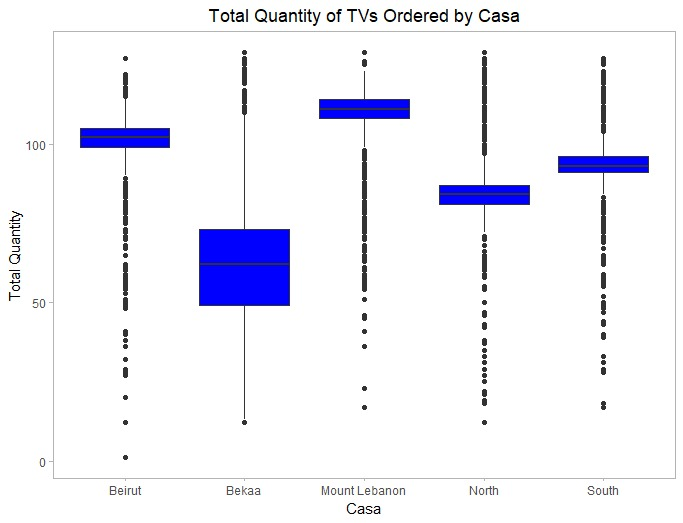 Total Quantity of TVs Ordered by Casa
Total Quantity
100
50
0
Beirut Bekaa Mount Lebanon North South
Casa